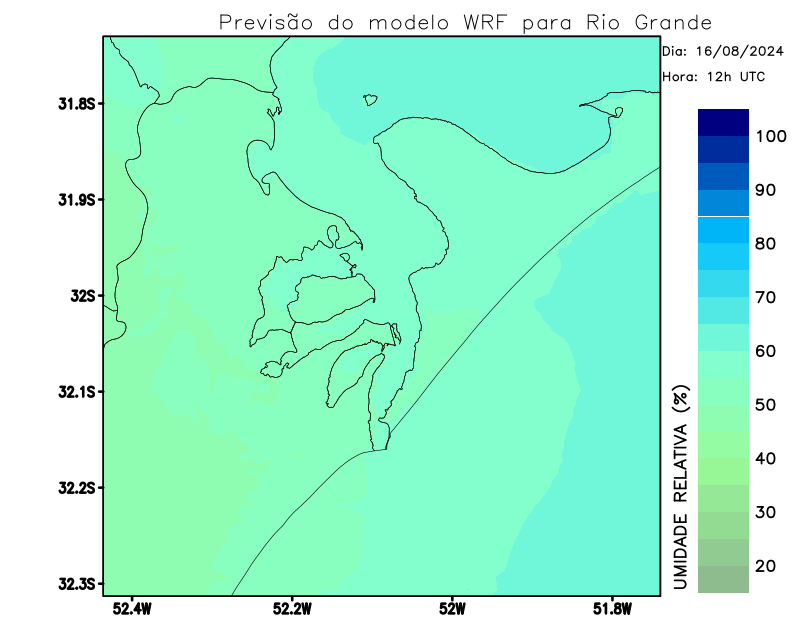 Previsão do modelo WRF para Rio Grande
Dia: 16/08/2024
Hora: 12h UTC
31.8S
31.9S
32S
32.1S
32.2S
32.3S
52.4W
52.2W
52W
51.8W
UMIDADE RELATIVA (%)
100
90
80
70
60
50
40
30
20